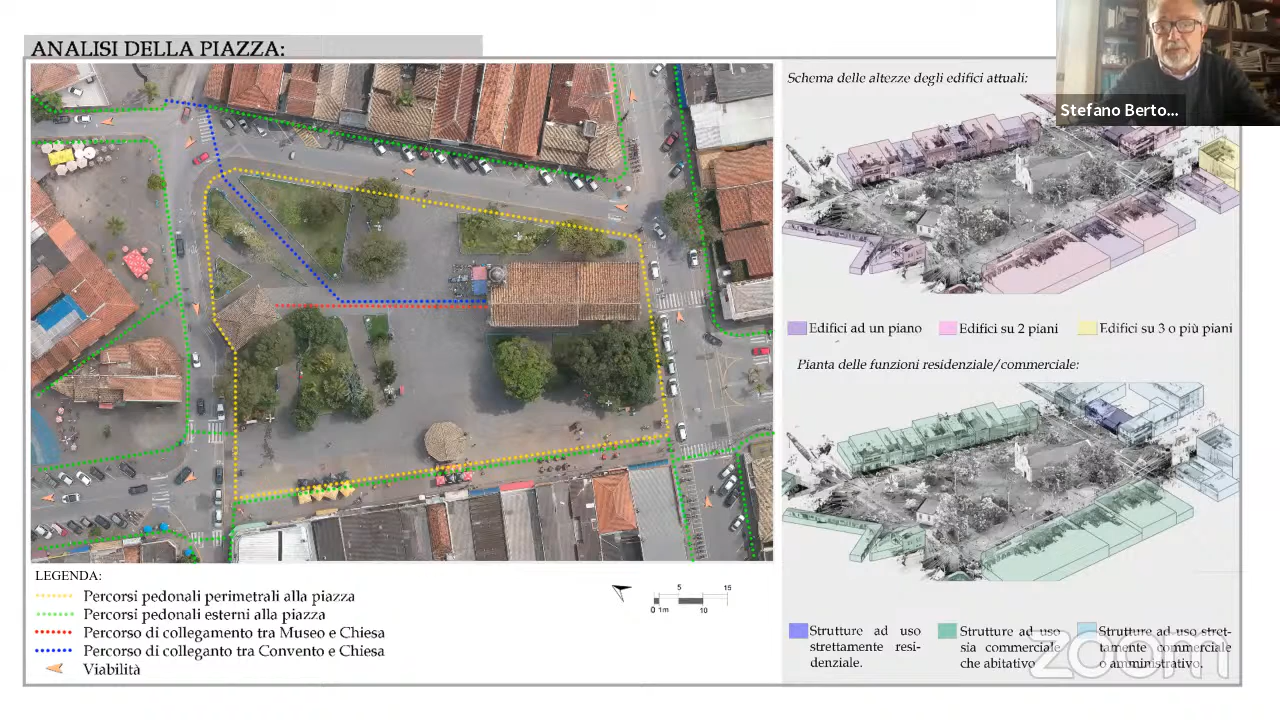 ANALISI DELLA PIAZZA:
Schema delle altezze degli edifici attuali:
Stefano Berto...
Edifici ad un piano
Edifici su 2 piani
Edifici su 3 o più piani
Pianta delle funzioni residenziale/commerciale:
LEGENDA:
Percorsi pedonali perimetrali alla piazza
Percorsi pedonali esterni alla piazza
Percorso di collegamento tra Museo e Chiesa
Percorso di colleganto tra Convento e Chiesa
Viabilità
5 15
0 1m 10
Strutture ad uso
strettamente resi-
denziale.
Strutture ad uso
sia commerciale
che abitativo.
Strutture ad uso stret-
tamente commerciale
o amministrativo.
zoom